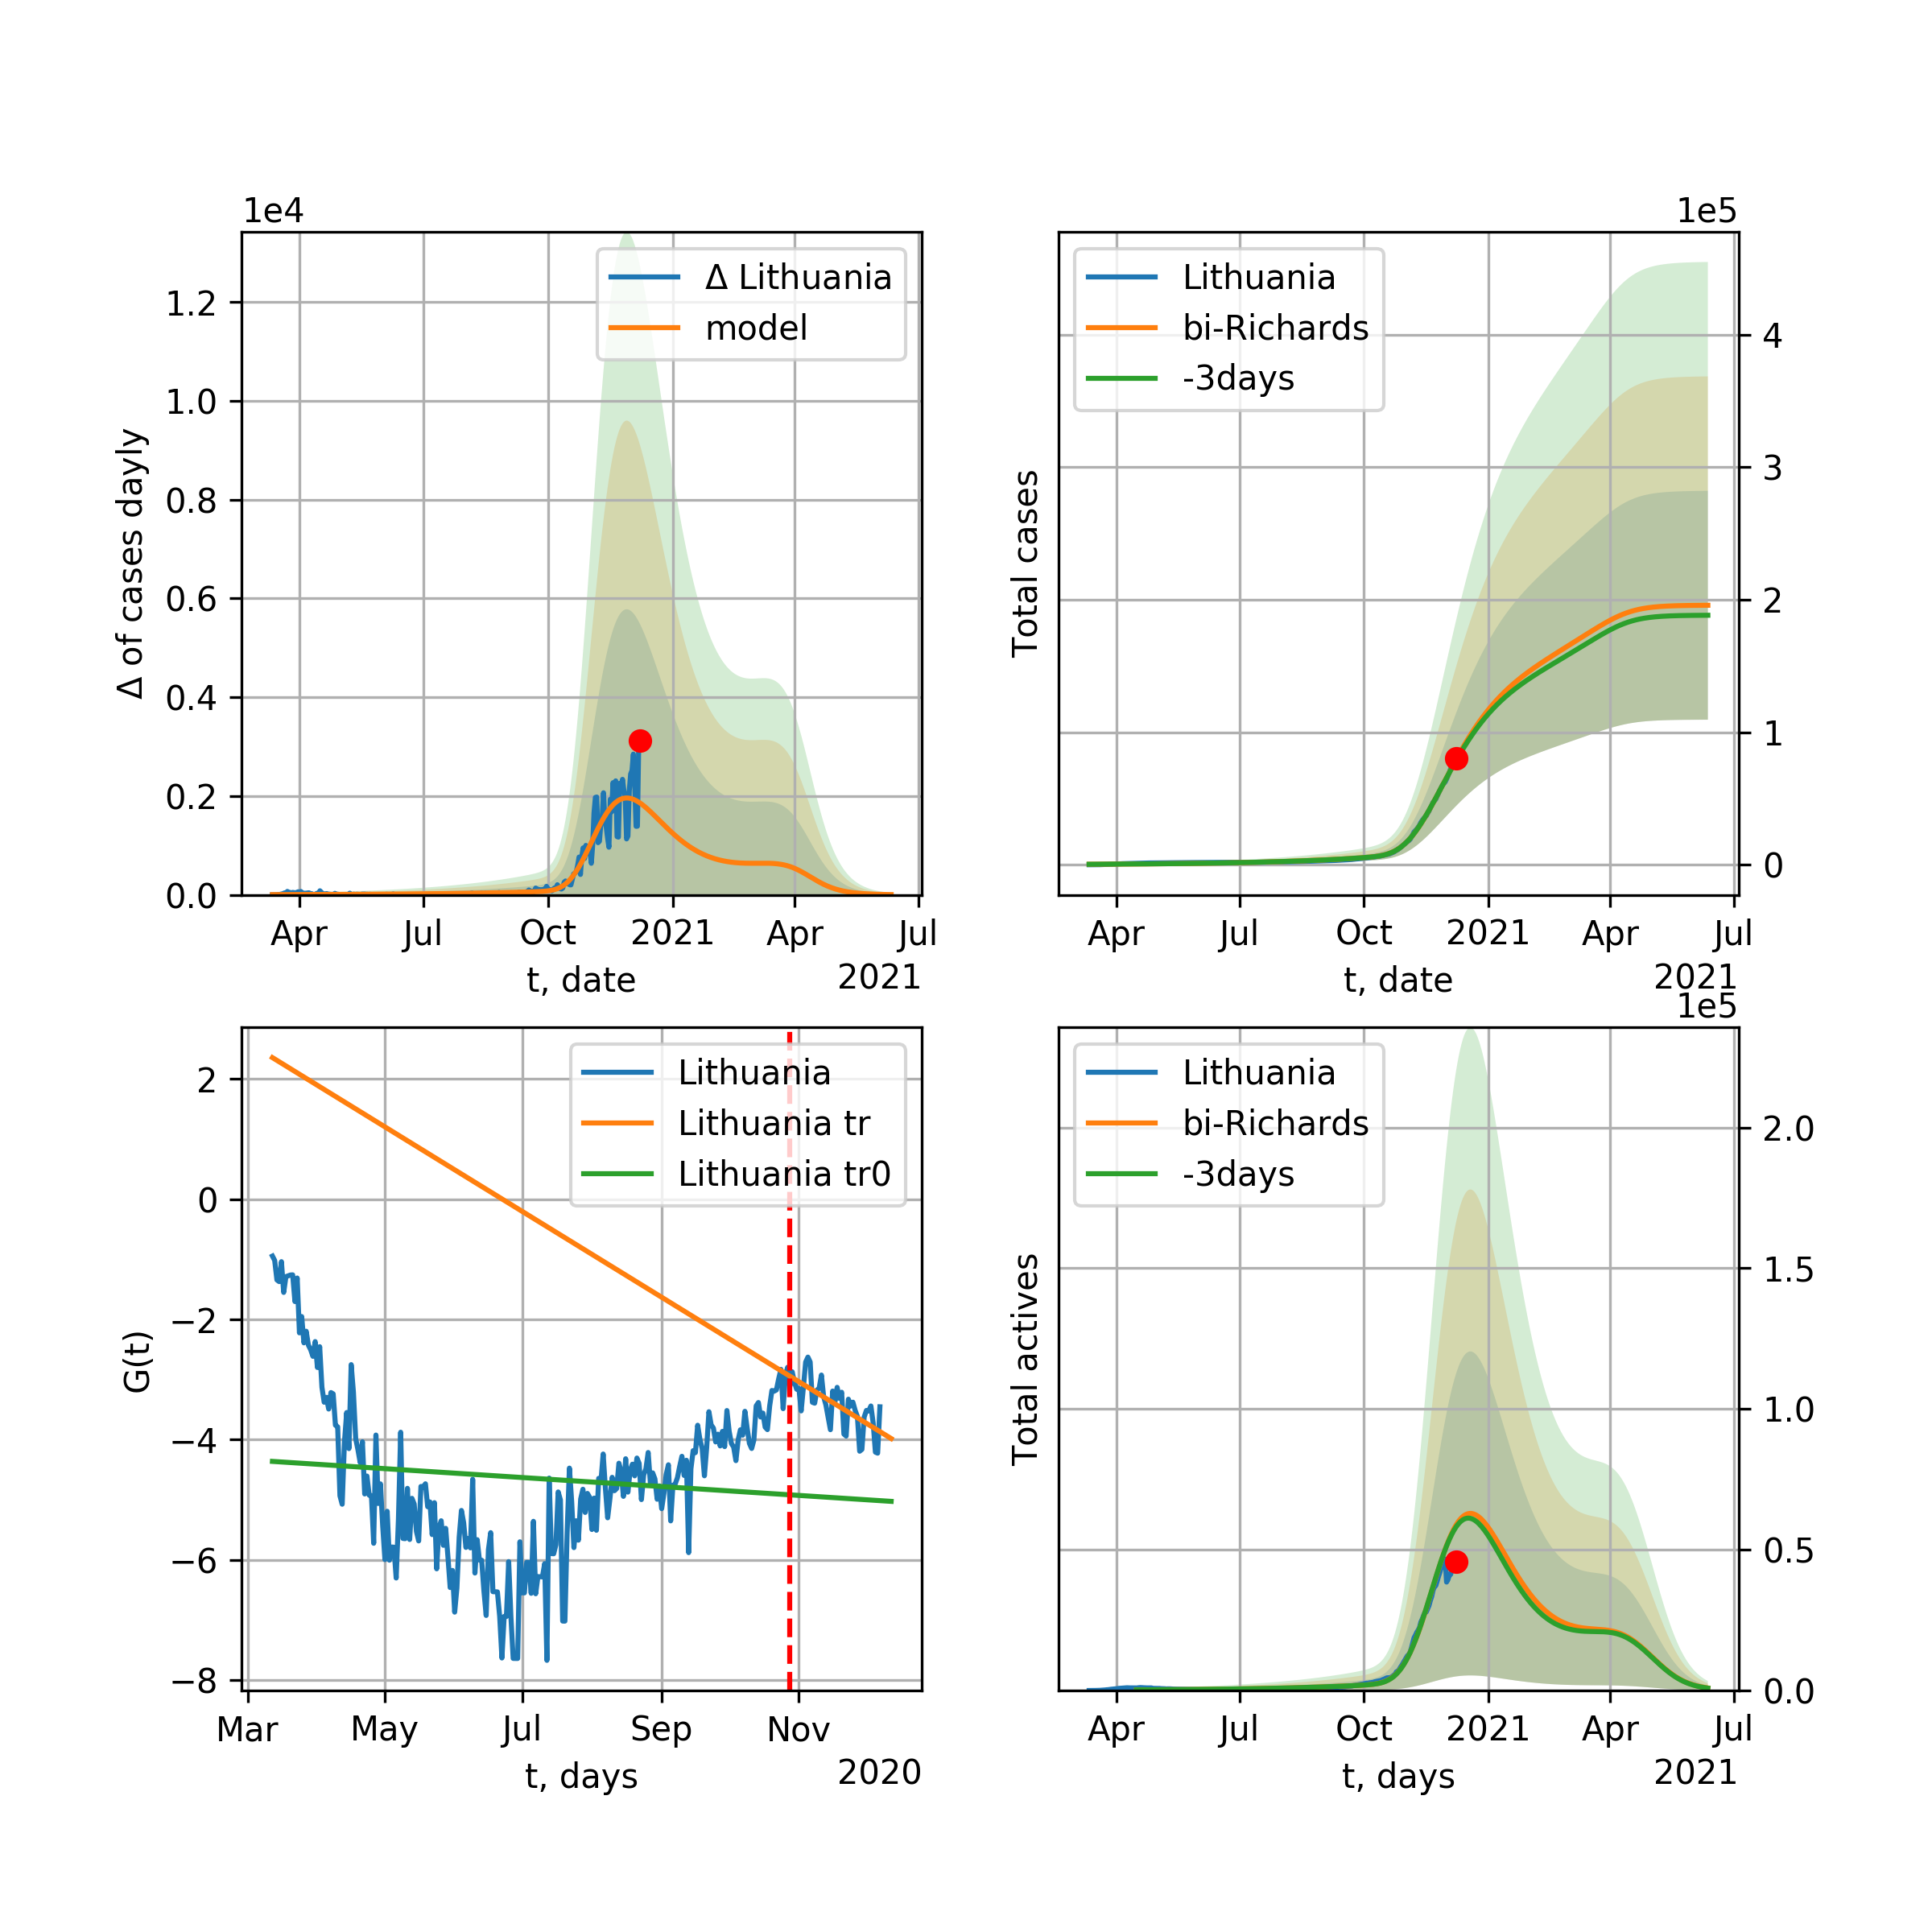 1e4
Δ of cases dayly
1.2
1.0
0.8
0.6
0.4
0.2
0.0
Δ Lithuania
model
Apr Jul Oct 2021 Apr Jul
t, date 2021
1e5
Total cases
Lithuania
bi-Richards
-3days
4
3
2
1
0
Apr Jul Oct 2021 Apr Jul
t, date 2021
G(t)
2
0
−2
−4
−6
−8
Lithuania
Lithuania tr
Lithuania tr0
Mar May Jul Sep Nov
t, days 2020
1e5
Total actives
Lithuania
bi-Richards
-3days
2.0
1.5
1.0
0.5
0.0
Apr Jul Oct 2021 Apr Jul
t, days 2021